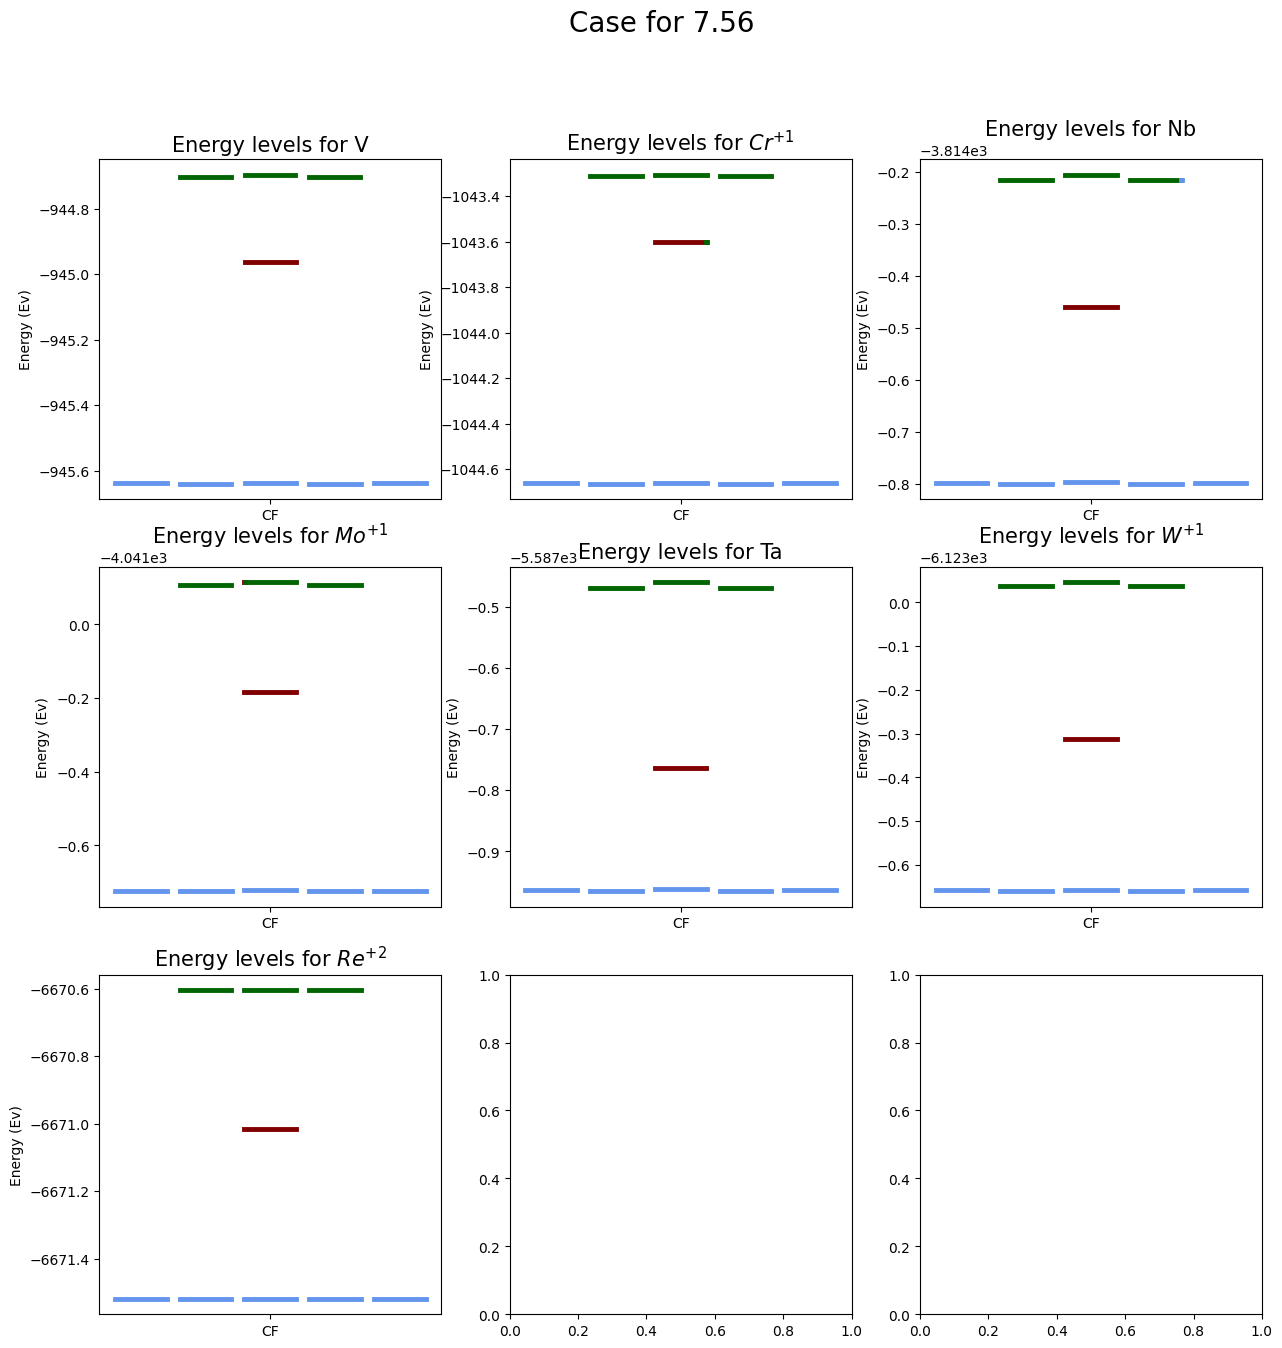 Case for 7.56
Energy levels for V
Energy (Ev)
−944.8
−945.0
−945.2
−945.4
−945.6
CF
Energy levels for Cr+1
Energy (Ev)
−1043.4
−1043.6
−1043.8
−1044.0
−1044.2
−1044.4
−1044.6
CF
Energy levels for Nb
−3.814e3
Energy (Ev)
−0.2
−0.3
−0.4
−0.5
−0.6
−0.7
−0.8
CF
Energy levels for Mo+1
−4.041e3
Energy (Ev)
0.0
−0.2
−0.4
−0.6
CF
Energy levels for Ta
−5.587e3
Energy (Ev)
−0.5
−0.6
−0.7
−0.8
−0.9
CF
Energy levels for W+1
−6.123e3
Energy (Ev)
0.0
−0.1
−0.2
−0.3
−0.4
−0.5
−0.6
CF
Energy levels for Re+2
Energy (Ev)
−6670.6
−6670.8
−6671.0
−6671.2
−6671.4
CF
1.0
0.8
0.6
0.4
0.2
0.0
0.0 0.2 0.4 0.6 0.8 1.0
1.0
0.8
0.6
0.4
0.2
0.0
0.0 0.2 0.4 0.6 0.8 1.0